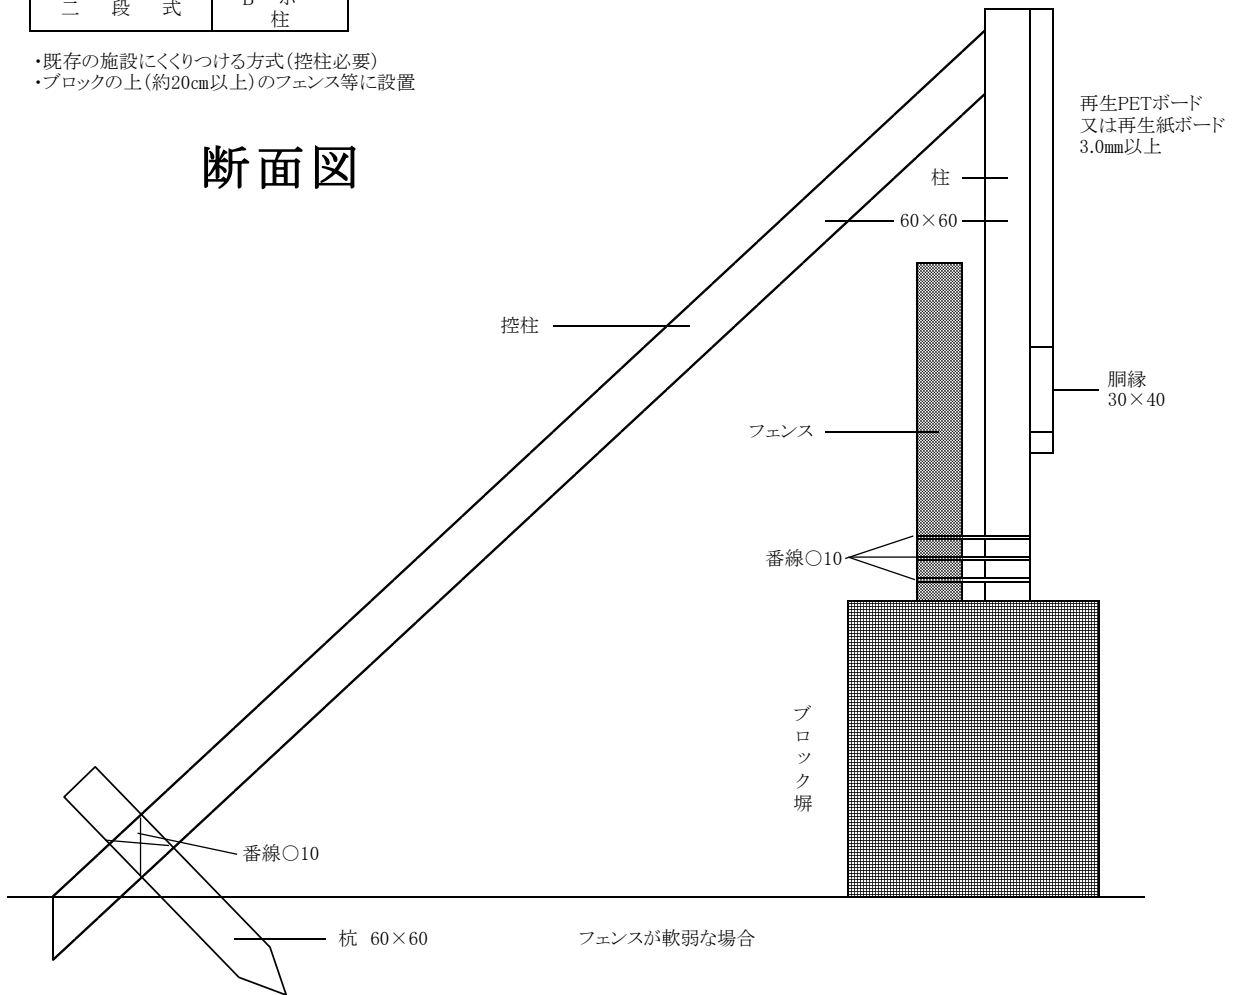 二　段　式
柱
・既存の施設にくくりつける方式(控柱必要)
・ブロックの上(約20cm以上)のフェンス等に設置
断面図
再生PETボード
又は再生紙ボード
3.0mm以上
柱
60×60
控柱
胴縁
30×40
フェンス
番線○10
ブロック塀
番線○10
杭 60×60
フェンスが軟弱な場合